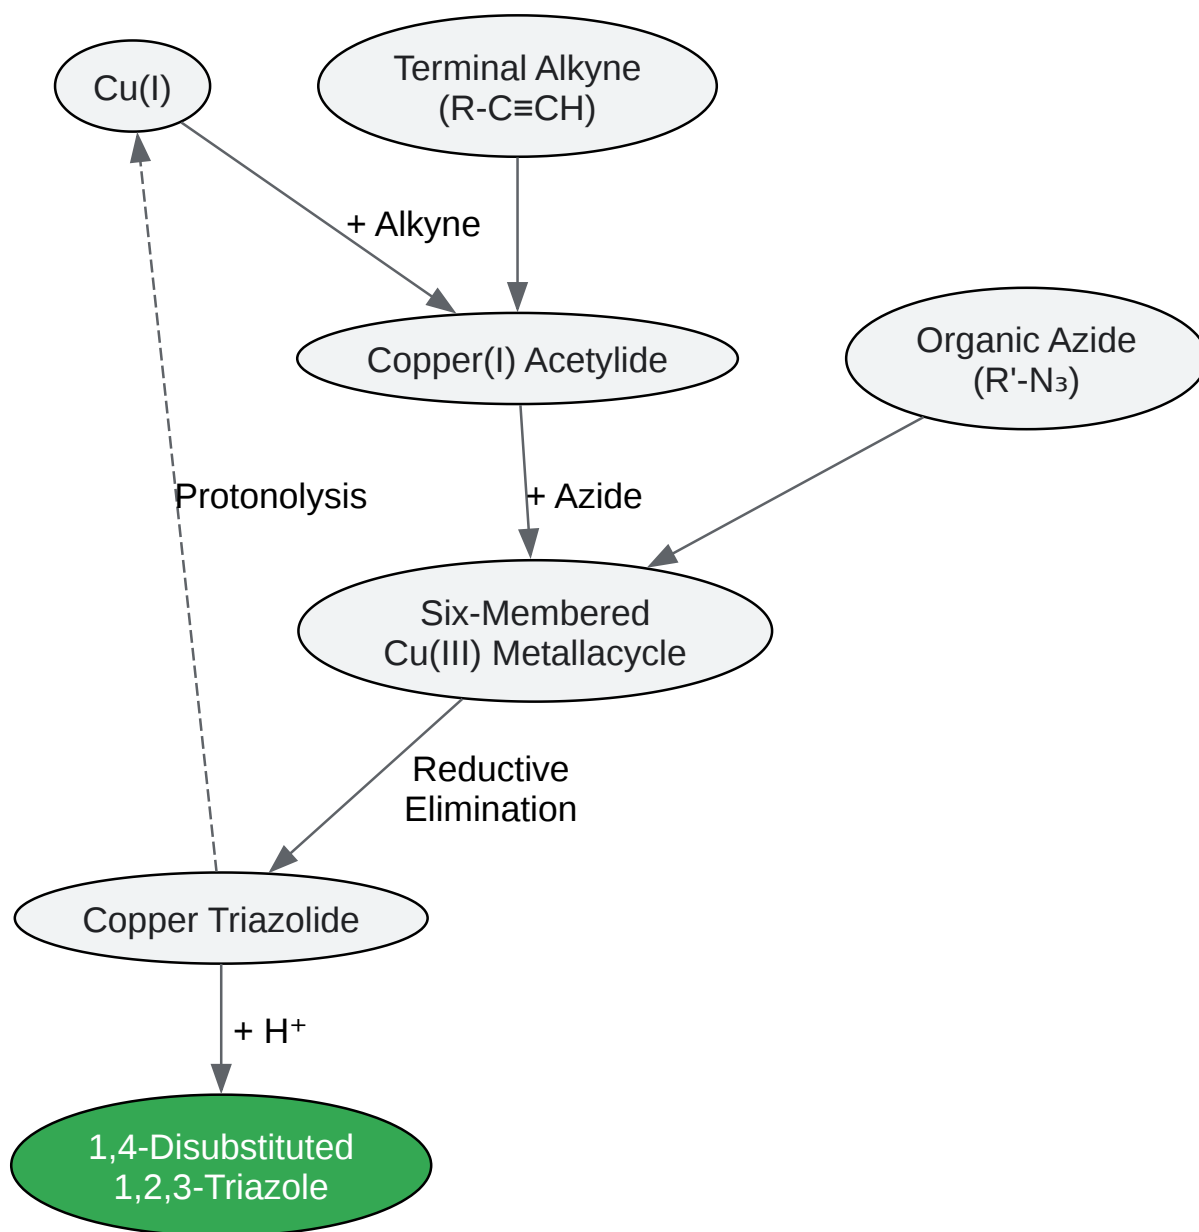 Cu(I)
Terminal Alkyne
(R-C≡CH)
+ Alkyne
Copper(I) Acetylide
Organic Azide
(R'-N₃)
Protonolysis
+ Azide
Six-Membered
Cu(III) Metallacycle
Reductive
Elimination
Copper Triazolide
+ H⁺
1,4-Disubstituted
1,2,3-Triazole